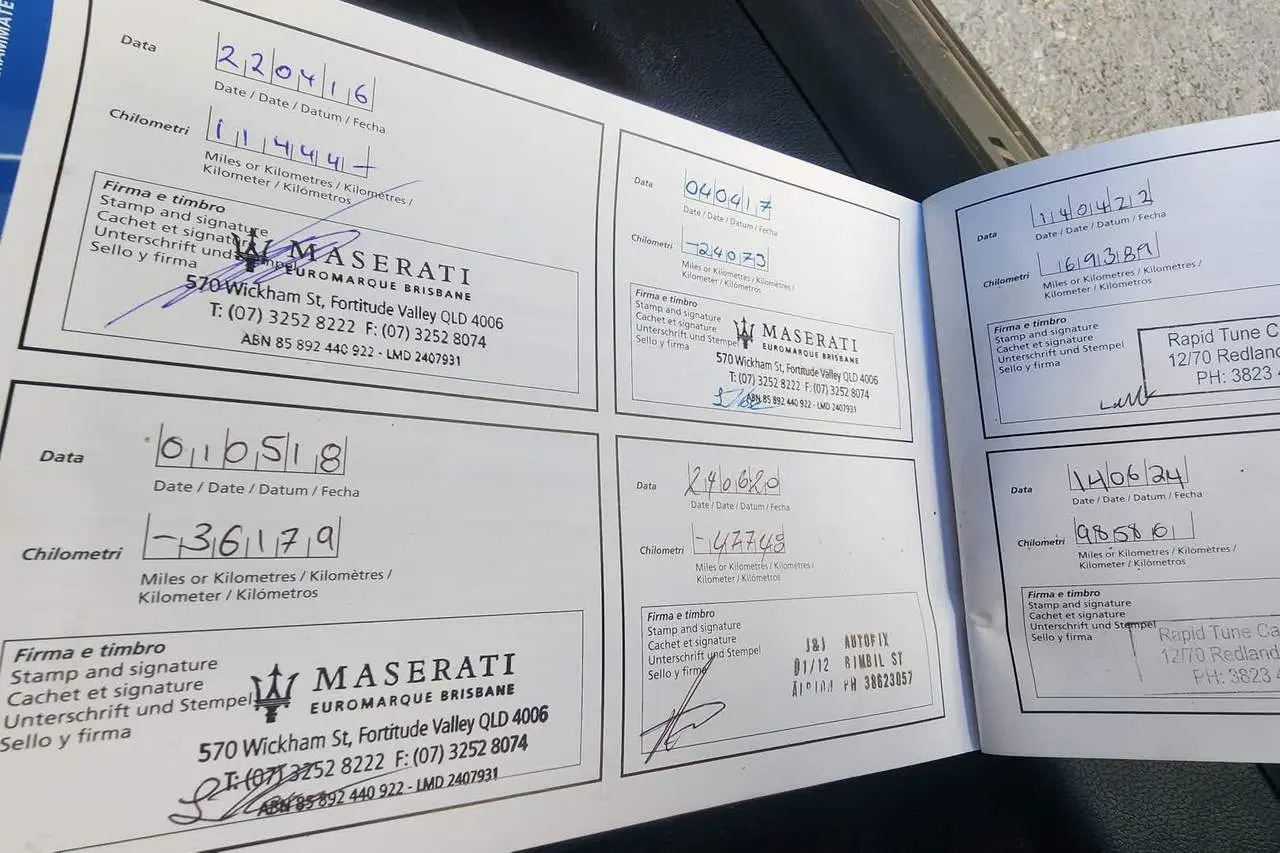 Data
220416
Date / Date / Datum / Fecha
Chilometri
Miles or Kilometres / Kilomètres /
Kilometer / Kilómetros
Firma e timbro
Stamp and signature
Cachet et signature
Unterschrift und Stempel
Sello y firma
MASERATI
EUROMARQUE BRISBANE
570 Wickham St, Fortitude Valley QLD 4006
T: (07) 3252 8222 F: (07) 3252 8074
ABN 85 892 440 922 - LMD 2407931
Data
010518
Date / Date / Datum / Fecha
Chilometri
-36179
Miles or Kilometres / Kilomètres /
Kilometer / Kilómetros
Firma e timbro
Stamp and signature
Cachet et signature
Unterschrift und Stempel
Sello y firma
MASERATI
EUROMARQUE BRISBANE
570 Wickham St, Fortitude Valley QLD 4006
T: (07) 3252 8222 F: (07) 3252 8074
ABN 85 892 440 922 - LMD 2407931
Data
040417
Date / Date / Datum / Fecha
Chilometri
-24073
Miles or Kilometres / Kilomètres /
Kilometer / Kilómetros
Firma e timbro
Stamp and signature
Cachet et signature
Unterschrift und Stempel
Sello y firma
MASERATI
EUROMARQUE BRISBANE
570 Wickham St, Fortitude Valley QLD 4006
T: (07) 3252 8222 F: (07) 3252 8074
ABN 85 892 440 922 - LMD 2407931
Data
240620
Date / Date / Datum / Fecha
Chilometri
-47748
Miles or Kilometres / Kilomètres /
Kilometer / Kilómetros
Firma e timbro
Stamp and signature
Cachet et signature
Unterschrift und Stempel
Sello y firma
J&J AUTOFIX
01/12 BIMBIL ST
PH 38623057
Data
140422
Date / Date / Datum / Fecha
Chilometri
Miles or Kilometres / Kilomètres /
Kilometer / Kilómetros
Firma e timbro
Stamp and signature
Cachet et signature
Unterschrift und Stempel
Sello y firma
Rapid Tune
12/70
PH: 3823
Data
140624
Date / Date / Datum / Fecha
Chilometri
Miles or Kilometres / Kilomètres /
Kilometer / Kilómetros
Firma e timbro
Stamp and signature
Cachet et signature
Unterschrift und Stempel
Sello y firma
Rapid Tune
12/70
PH: 3823